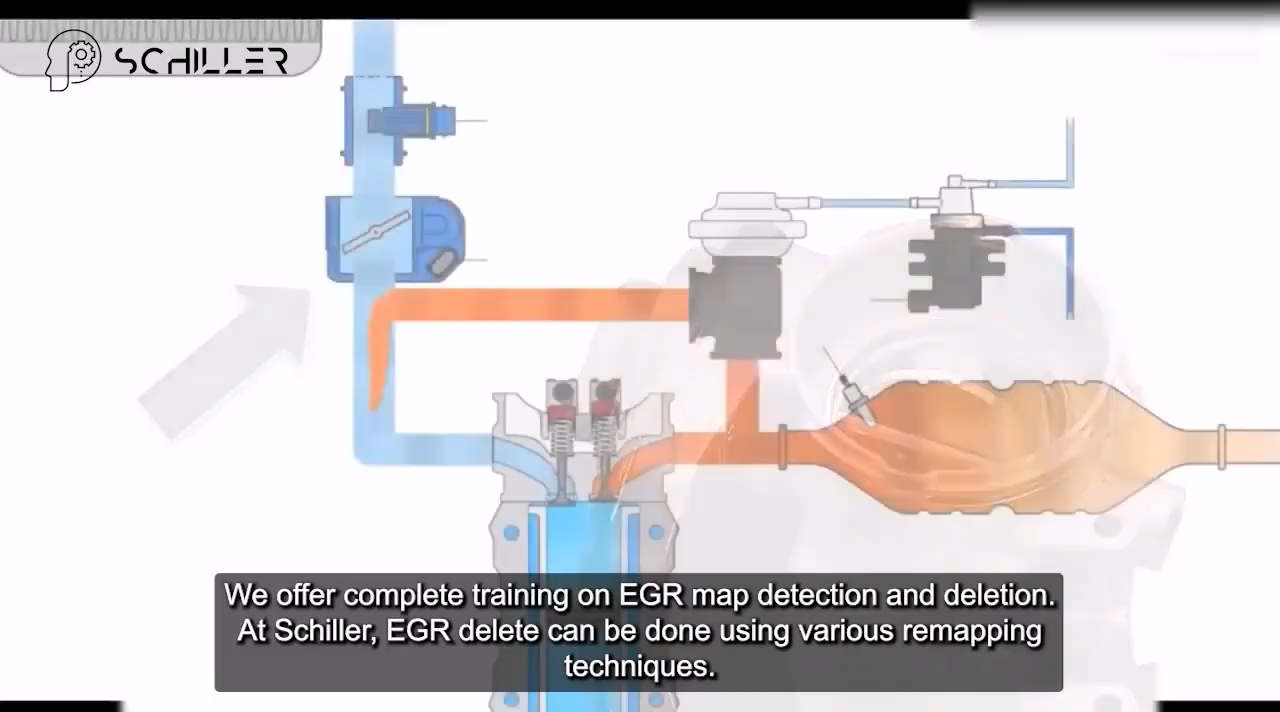 SCHILLER
We offer complete training on EGR map detection and deletion.
At Schiller, EGR delete can be done using various remapping
techniques.